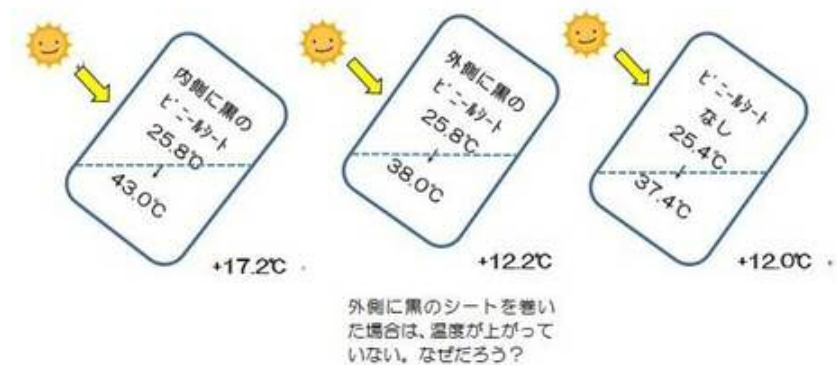 内側に黒の
ビニールシート
25.8℃
↓
43.0℃
+17.2℃
外側に黒の
ビニールシート
25.8℃
↓
38.0℃
+12.2℃
ビニールシート
なし
25.4℃
↓
37.4℃
+12.0℃
外側に黒のシートを巻い
た場合は、温度が上がって
いない。なぜだろう？